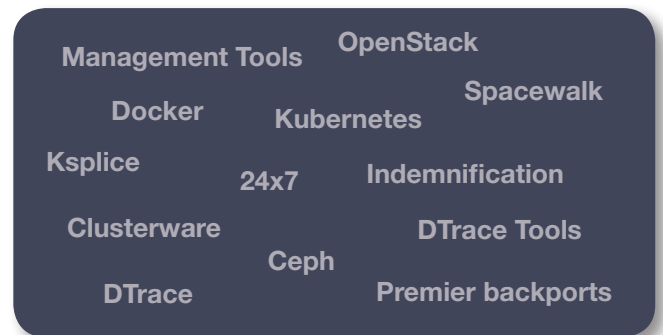 OpenStack
Management Tools
Spacewalk
Docker
Kubernetes
Ksplice
24x7
Indemnification
Clusterware
DTrace Tools
Ceph
DTrace
Premier backports